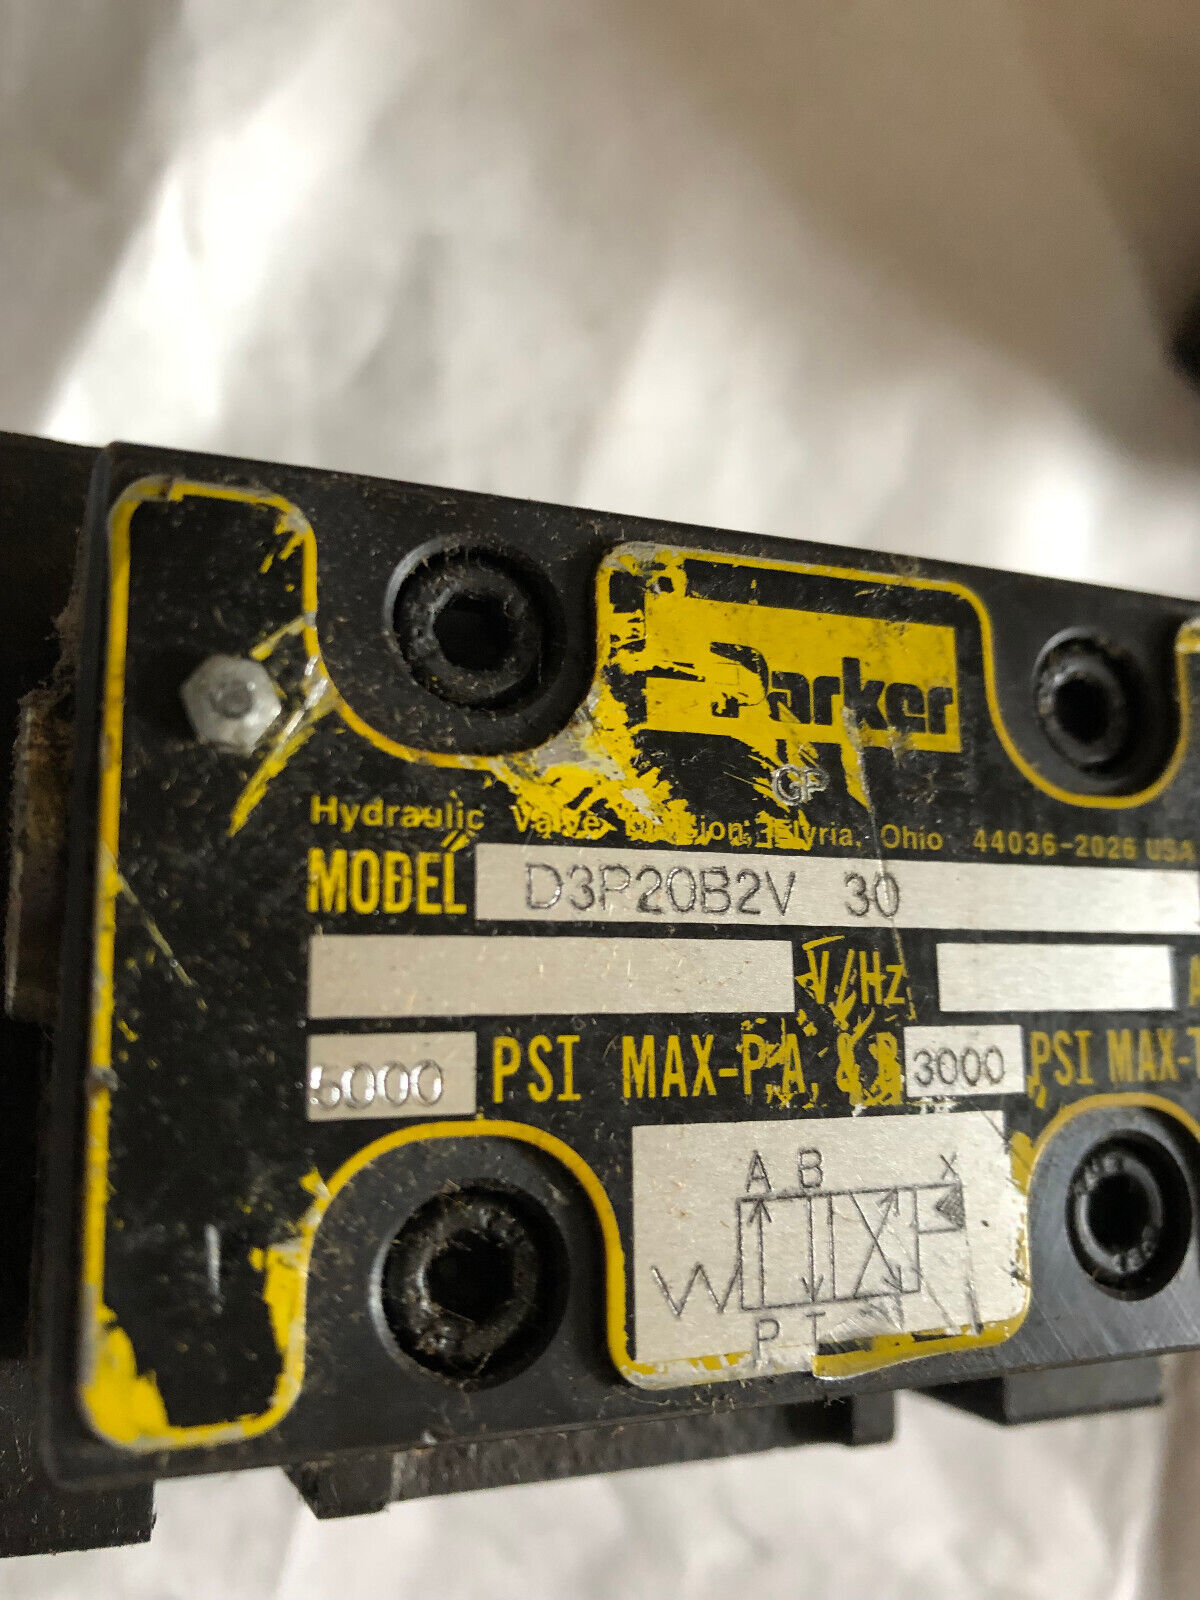 Parker
GP
Hydraulic Valve Division, Elyria, Ohio 44036-2026 USA
MODEL D3P20B2V 30
V/Hz A
5000 PSI MAX-P,A, & B 3000 PSI MAX-T
A B X
P T